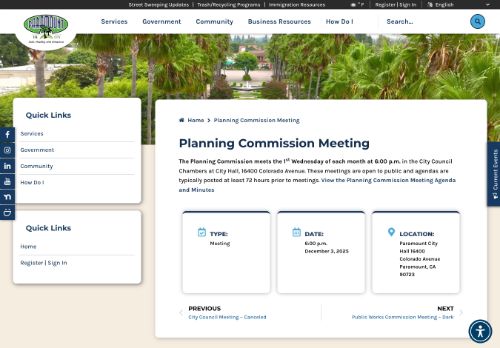 Street Sweeping Updates | Trash/Recycling Programs | Immigration Resources
° F | Register | Sign In | English
PARAMOUNT
Services Government Community Business Resources How Do I Search...
Quick Links
Services
Government
Community
How Do I
Quick Links
Home
Register | Sign In
Home > Planning Commission Meeting
Planning Commission Meeting
The Planning Commission meets the 1st Wednesday of each month at 6:00 p.m. in the City Council
Chambers at City Hall, 16400 Colorado Avenue. These meetings are open to public and agendas are
typically posted at least 72 hours prior to meetings. View the Planning Commission Meeting Agenda
and Minutes
TYPE:
Meeting
DATE:
6:00 p.m.
December 3, 2025
LOCATION:
Paramount City
Hall 16400
Colorado Avenue
Paramount, CA
90723
PREVIOUS
City Council Meeting – Canceled
NEXT
Public Works Commission Meeting – Dark
Current Events